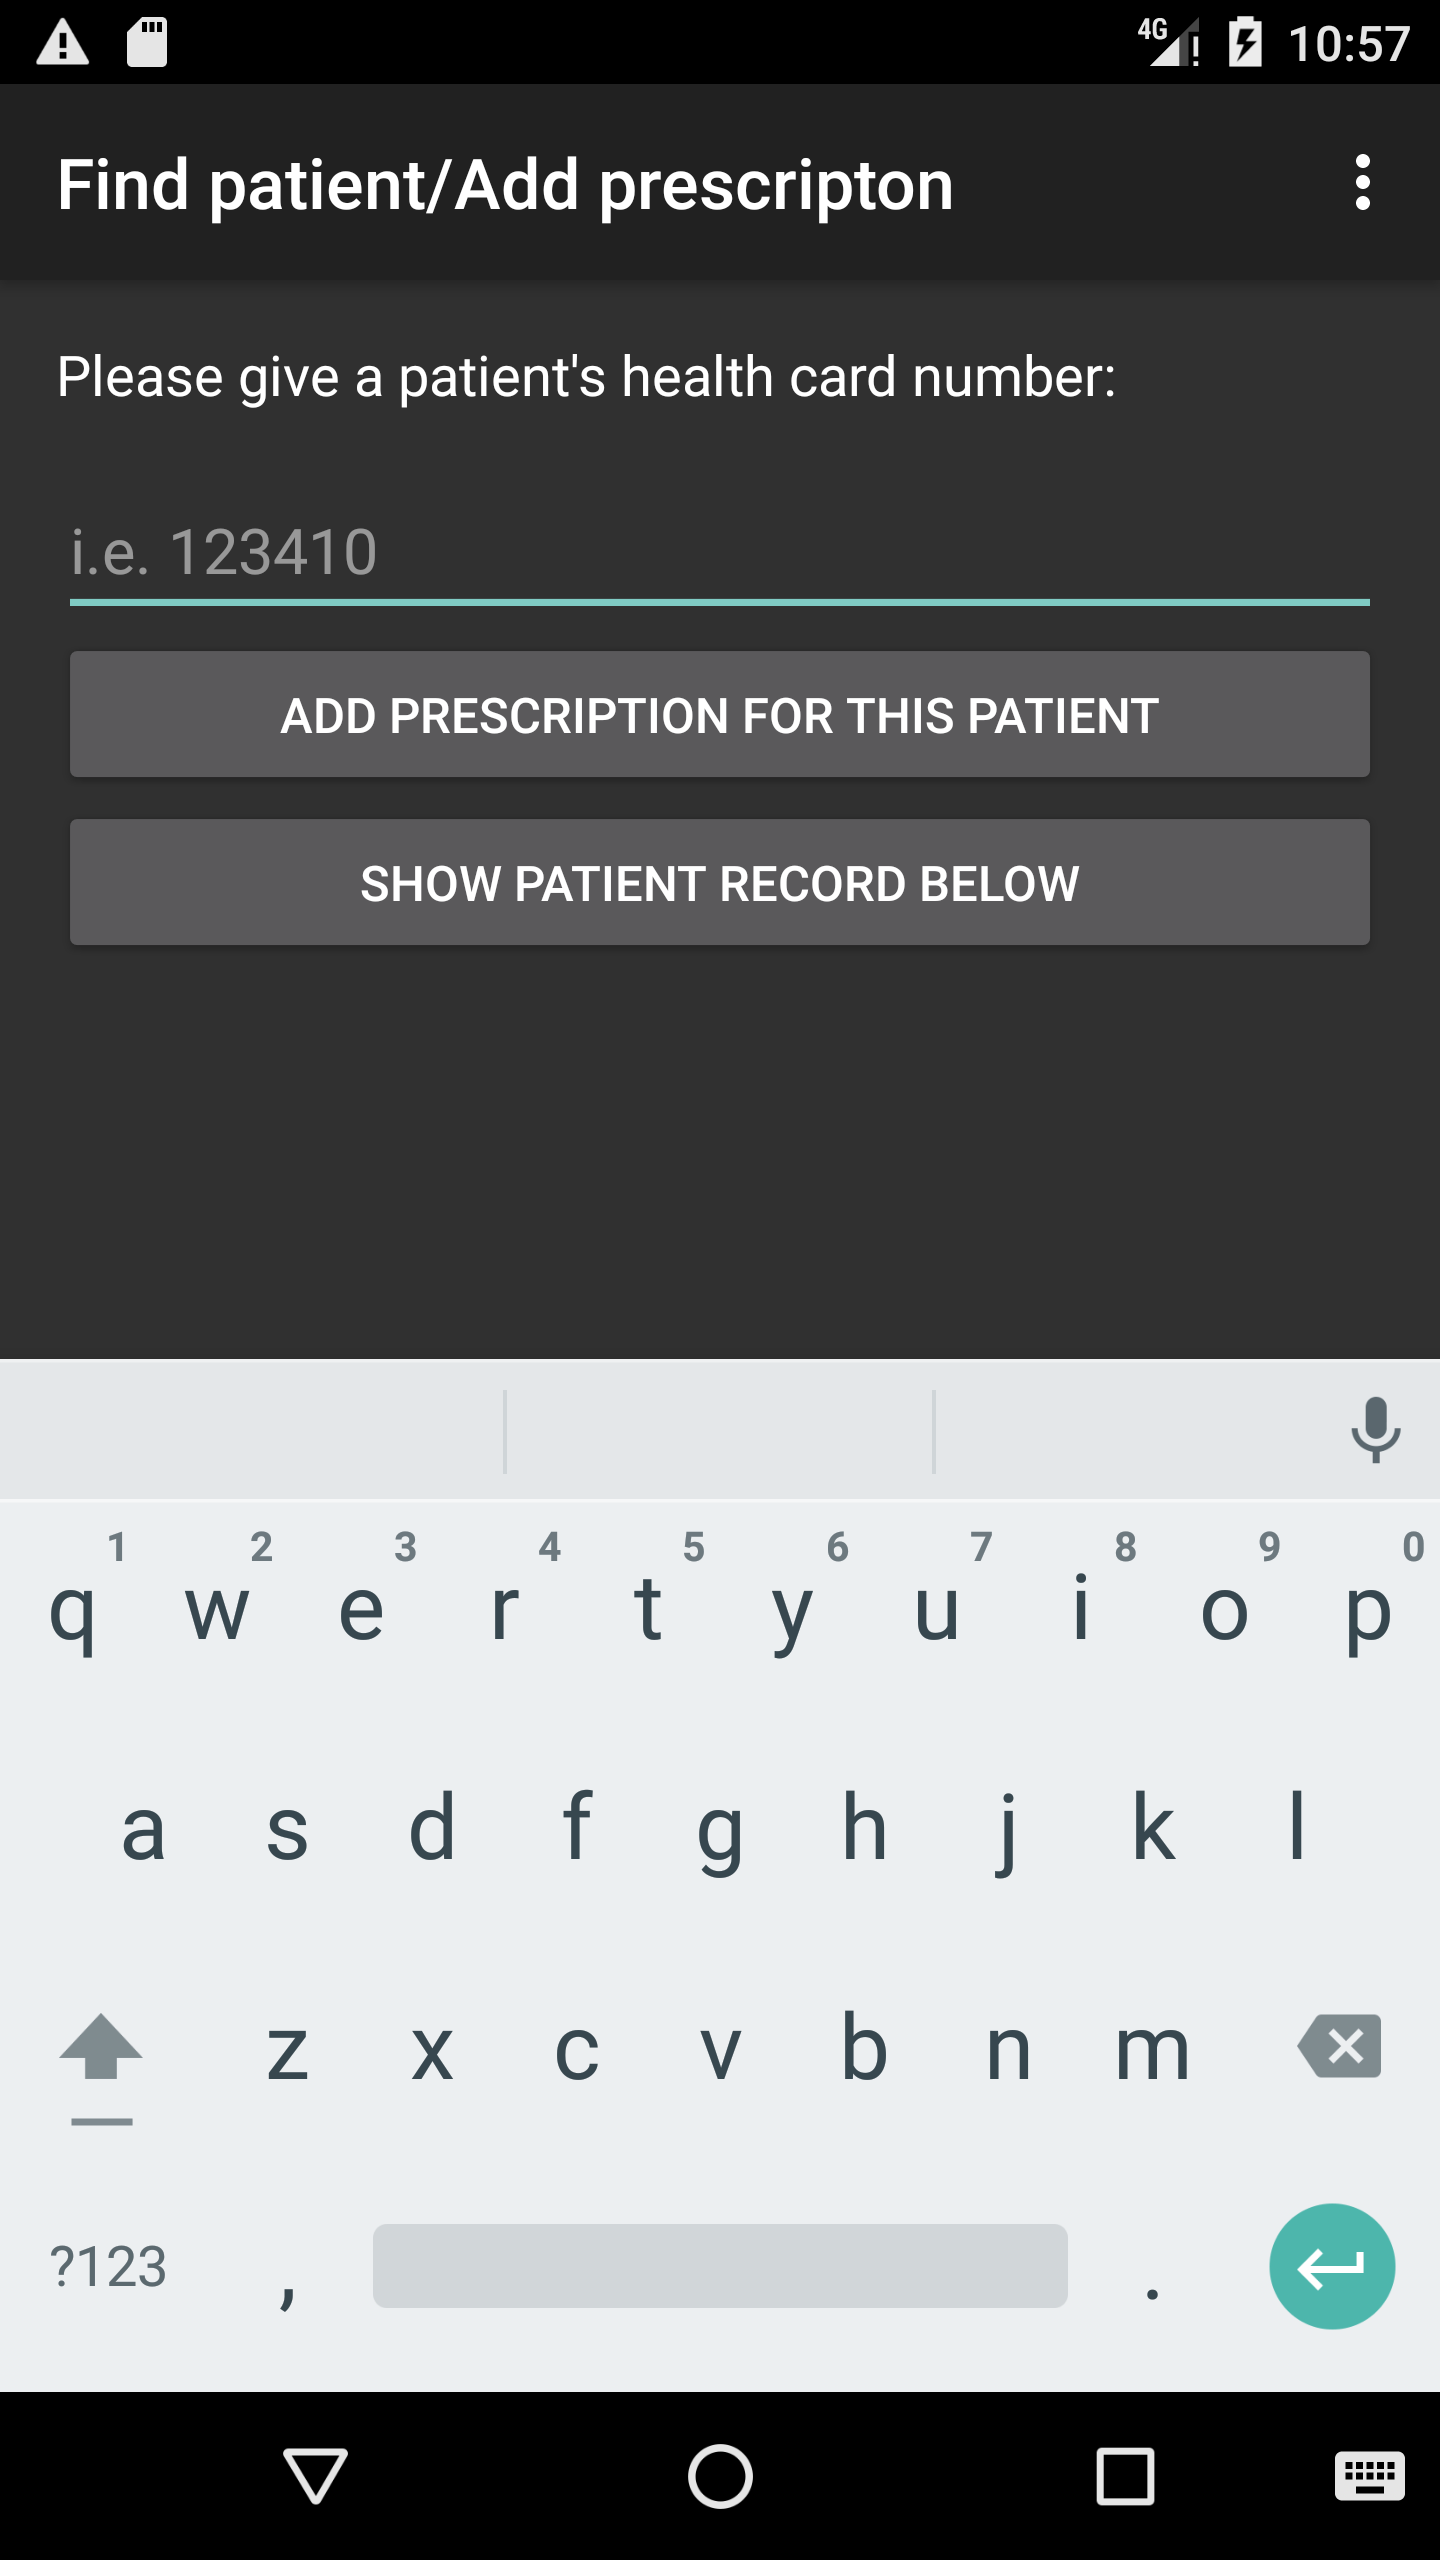 4G 10:57
Find patient/Add prescripton
Please give a patient's health card number:
i.e. 123410
ADD PRESCRIPTION FOR THIS PATIENT
SHOW PATIENT RECORD BELOW
1 2 3 4 5 6 7 8 9 0
q w e r t y u i o p
a s d f g h j k l
z x c v b n m
?123 , .